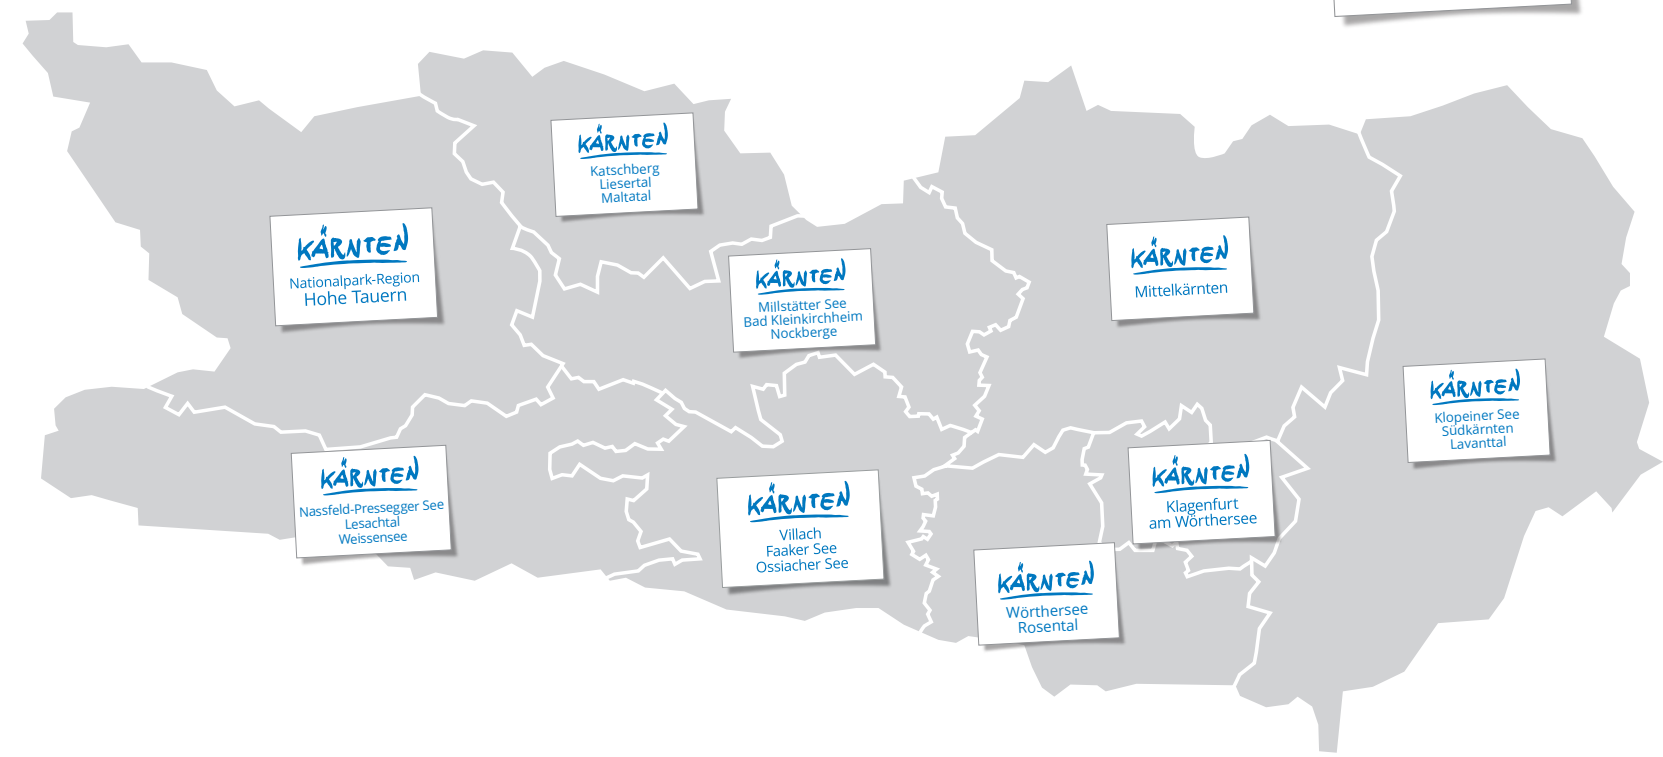 KÄRNTEN
Katschberg
Liesertal
Maltatal
KÄRNTEN
Nationalpark-Region
Hohe Tauern
KÄRNTEN
Millstätter See
Bad Kleinkirchheim
Nockberge
KÄRNTEN
Mittelkärnten
KÄRNTEN
Klopeiner See
Südkärnten
Lavanttal
KÄRNTEN
Nassfeld-Pressegger See
Lesachtal
Weissensee
KÄRNTEN
Villach
Faaker See
Ossiacher See
KÄRNTEN
Klagenfurt
am Wörthersee
KÄRNTEN
Wörthersee
Rosental